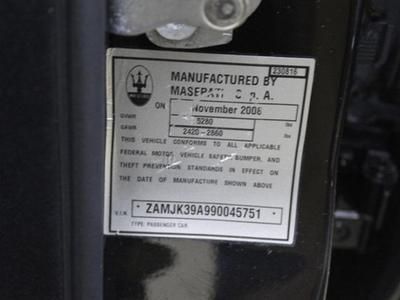 230816
MANUFACTURED BY
MASERATI S.p.A.
ON November 2008
GVWR 5280 lbs
GAWR 2420-2860 lbs
THIS VEHICLE CONFORMS TO ALL APPLICABLE
FEDERAL MOTOR VEHICLE SAFETY, BUMPER, AND
THEFT PREVENTION STANDARDS IN EFFECT ON
THE DATE OF MANUFACTURE SHOWN ABOVE
V.I.N. * ZAMJK39A990045751 *
TYPE: PASSENGER CAR